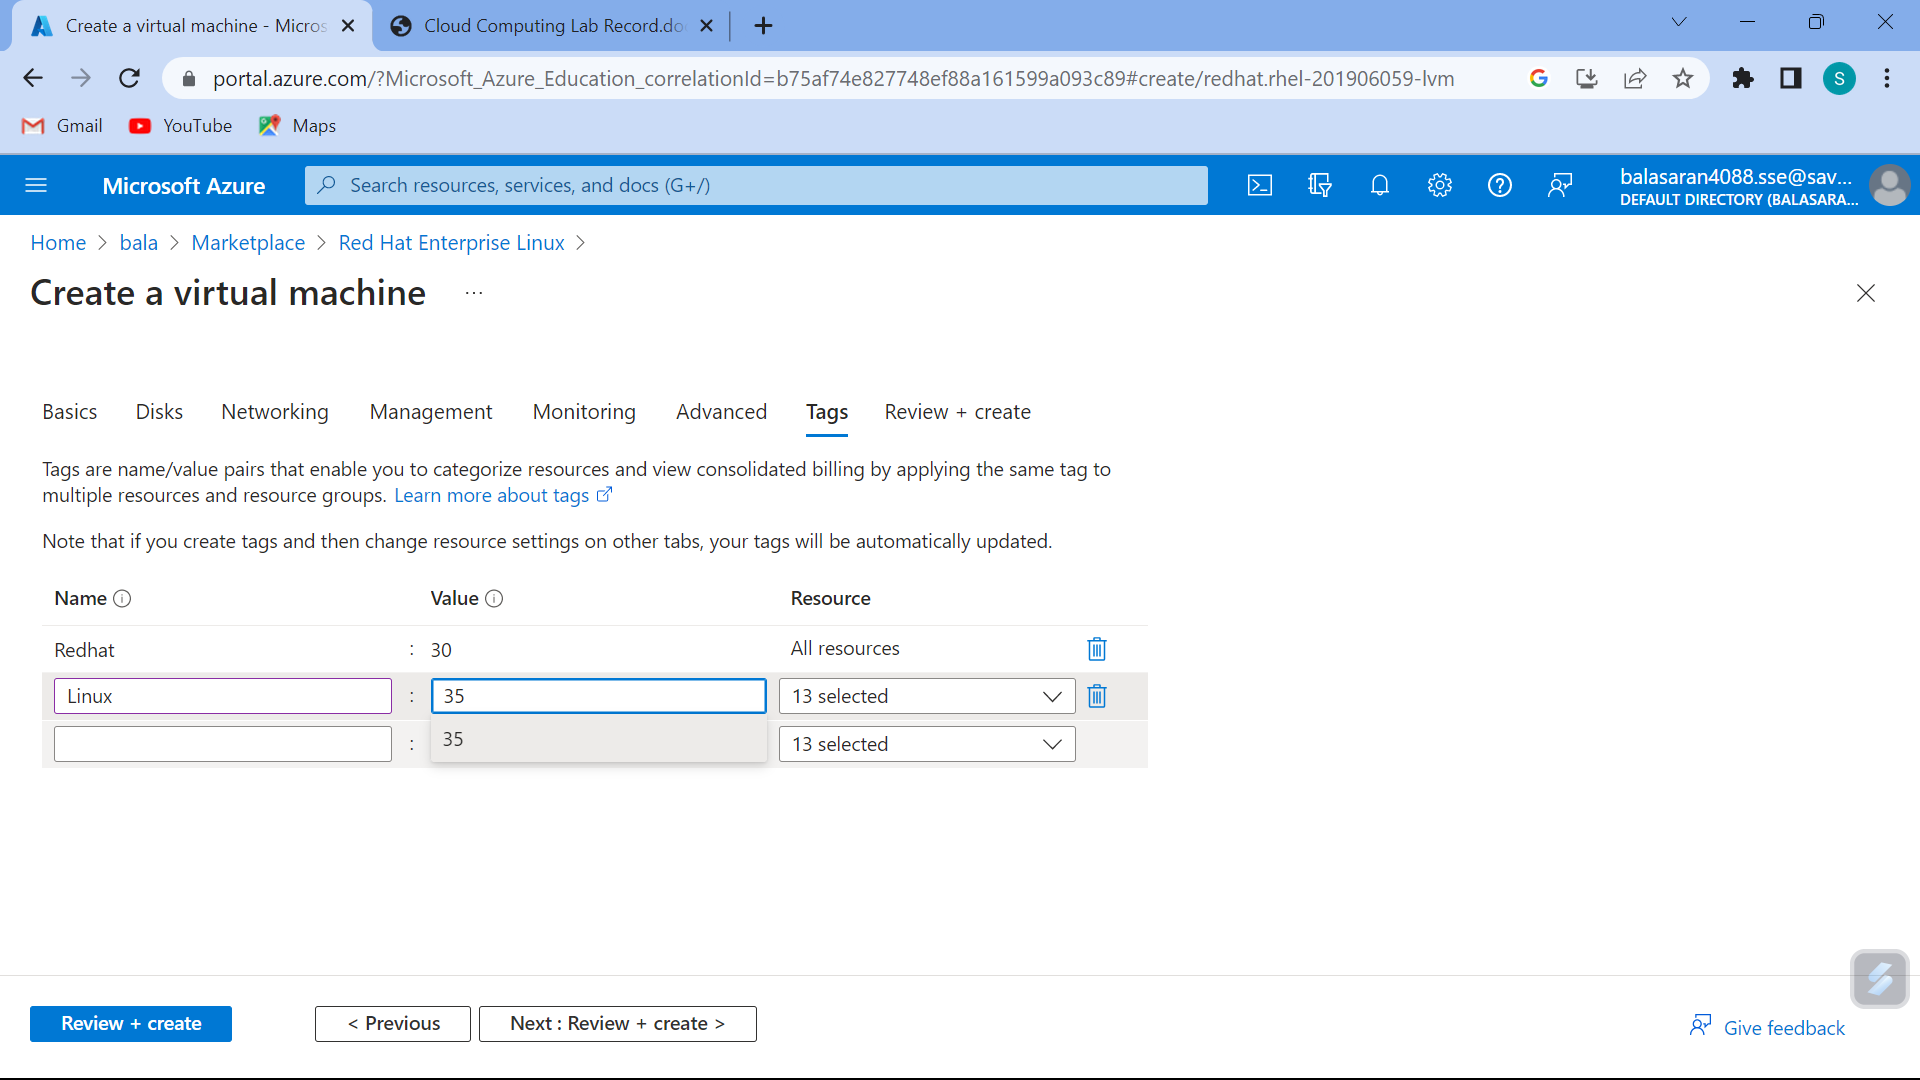 Create a virtual machine - Micros
Cloud Computing Lab Record.do
portal.azure.com/?Microsoft_Azure_Education_correlationId=b75af74e827748ef88a161599a093c89#create/redhat.rhel-201906059-lvm
S
Gmail
YouTube
Maps
Microsoft Azure
Search resources, services, and docs (G+/)
balasaran4088.sse@sav...
DEFAULT DIRECTORY (BALASARA...
Home > bala > Marketplace > Red Hat Enterprise Linux >
Create a virtual machine ...
Basics Disks Networking Management Monitoring Advanced Tags Review + create
Tags are name/value pairs that enable you to categorize resources and view consolidated billing by applying the same tag to
multiple resources and resource groups. Learn more about tags
Note that if you create tags and then change resource settings on other tabs, your tags will be automatically updated.
Name Value Resource
Redhat : 30 All resources
Linux : 35 13 selected
: 35 13 selected
Review + create < Previous Next : Review + create >
Give feedback